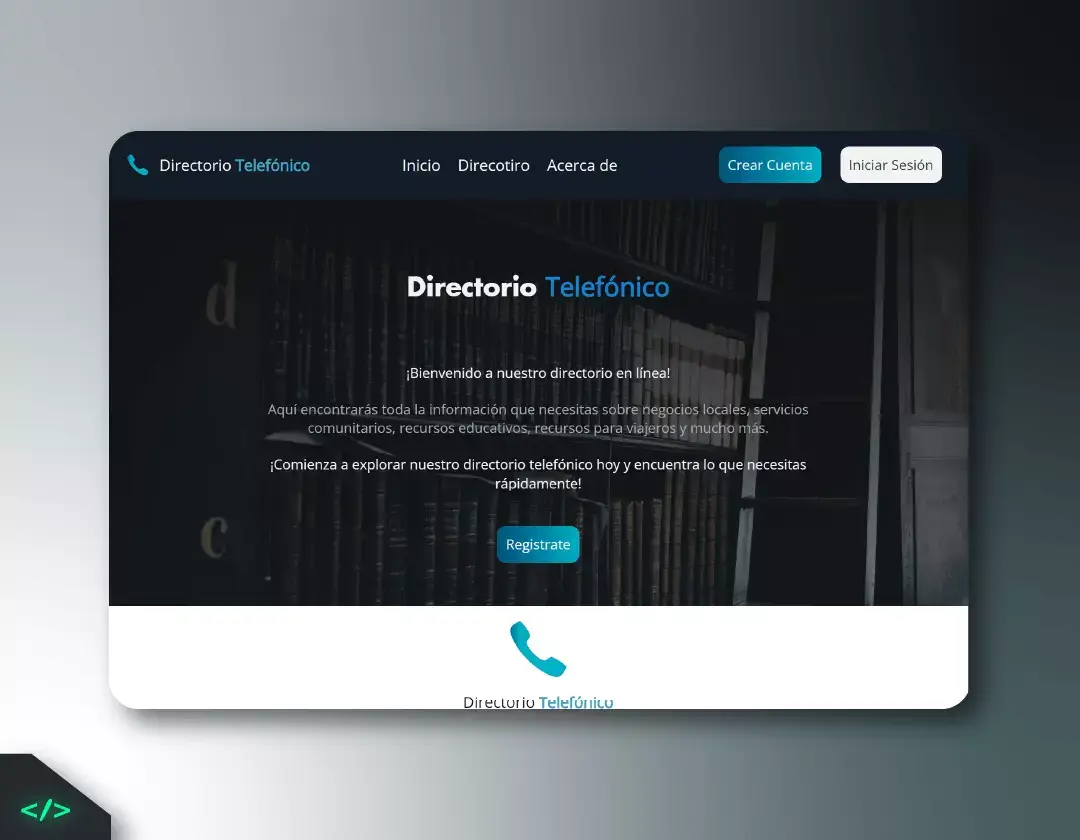 Directorio Telefónico
Inicio Direcotiro Acerca de
Crear Cuenta
Iniciar Sesión
d
Directorio Telefónico
¡Bienvenido a nuestro directorio en línea!
Aquí encontrarás toda la información que necesitas sobre negocios locales, servicios
comunitarios, recursos educativos, recursos para viajeros y mucho más.
¡Comienza a explorar nuestro directorio telefónico hoy y encuentra lo que necesitas
rápidamente!
c
Registrate
Directorio Telefónico
</>